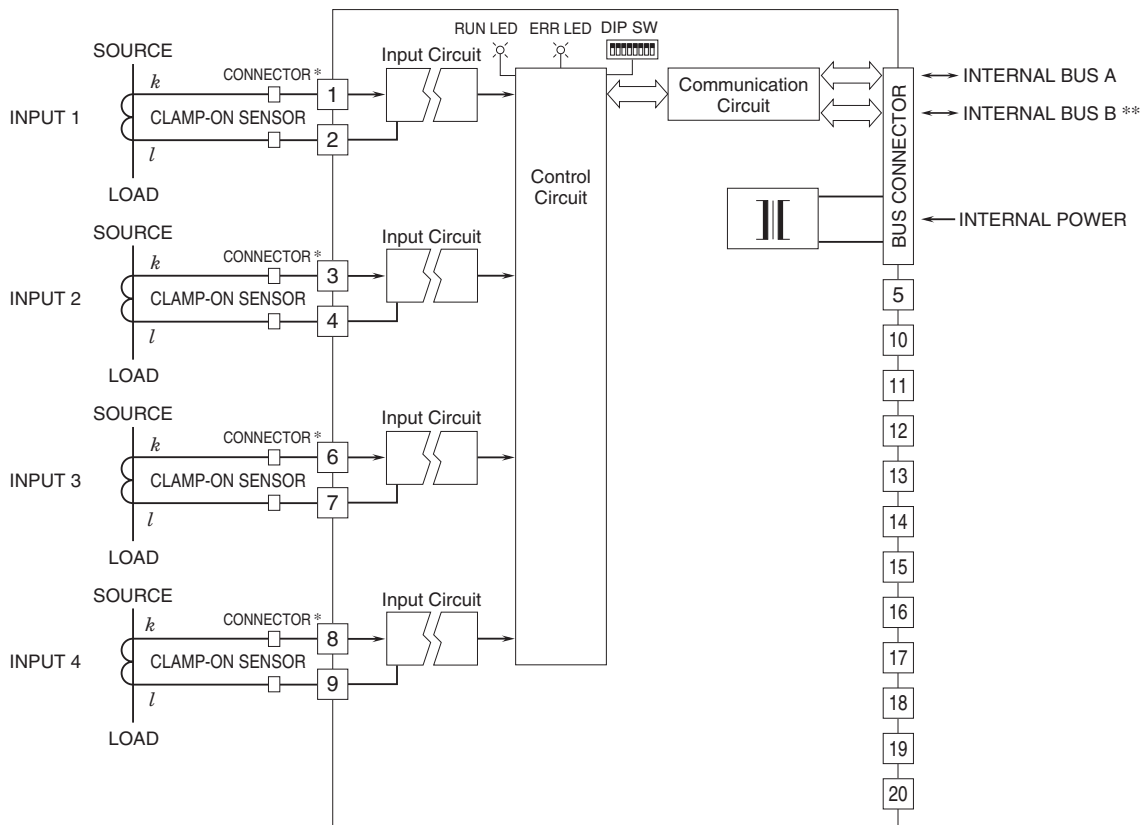 RUN LED
ERR LED
DIP SW
SOURCE
k
CONNECTOR *
1
Input Circuit
INPUT 1
CLAMP-ON SENSOR
2
l
LOAD
Communication
Circuit
INTERNAL BUS A
INTERNAL BUS B **
BUS CONNECTOR
INTERNAL POWER
Control
Circuit
SOURCE
k
CONNECTOR *
3
Input Circuit
INPUT 2
CLAMP-ON SENSOR
4
l
LOAD
SOURCE
k
CONNECTOR *
6
Input Circuit
INPUT 3
CLAMP-ON SENSOR
7
l
LOAD
SOURCE
k
CONNECTOR *
8
Input Circuit
INPUT 4
CLAMP-ON SENSOR
9
l
LOAD
5
10
11
12
13
14
15
16
17
18
19
20